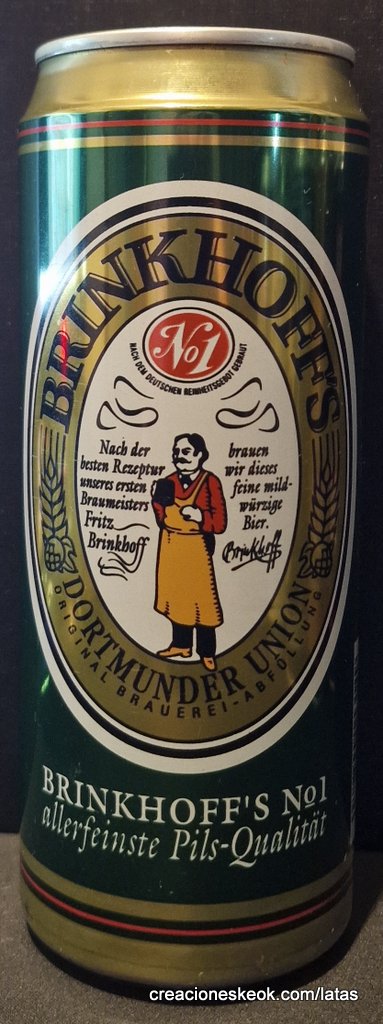 BRINKHOFF'S
No1
NACH DEM DEUTSCHEN REINHEITSGEBOT GEBRAUT
Nach der
besten Rezeptur
unseres ersten
Braumeisters
Fritz
Brinkhoff
brauen
wir dieses
feine mild-
würzige
Bier.
Brinkhoff
DORTMUNDER UNION
ORIGINAL BRAUEREI-ABFÜLLUNG
BRINKHOFF'S No1
allerfeinste Pils-Qualität
creacioneskeok.com/latas